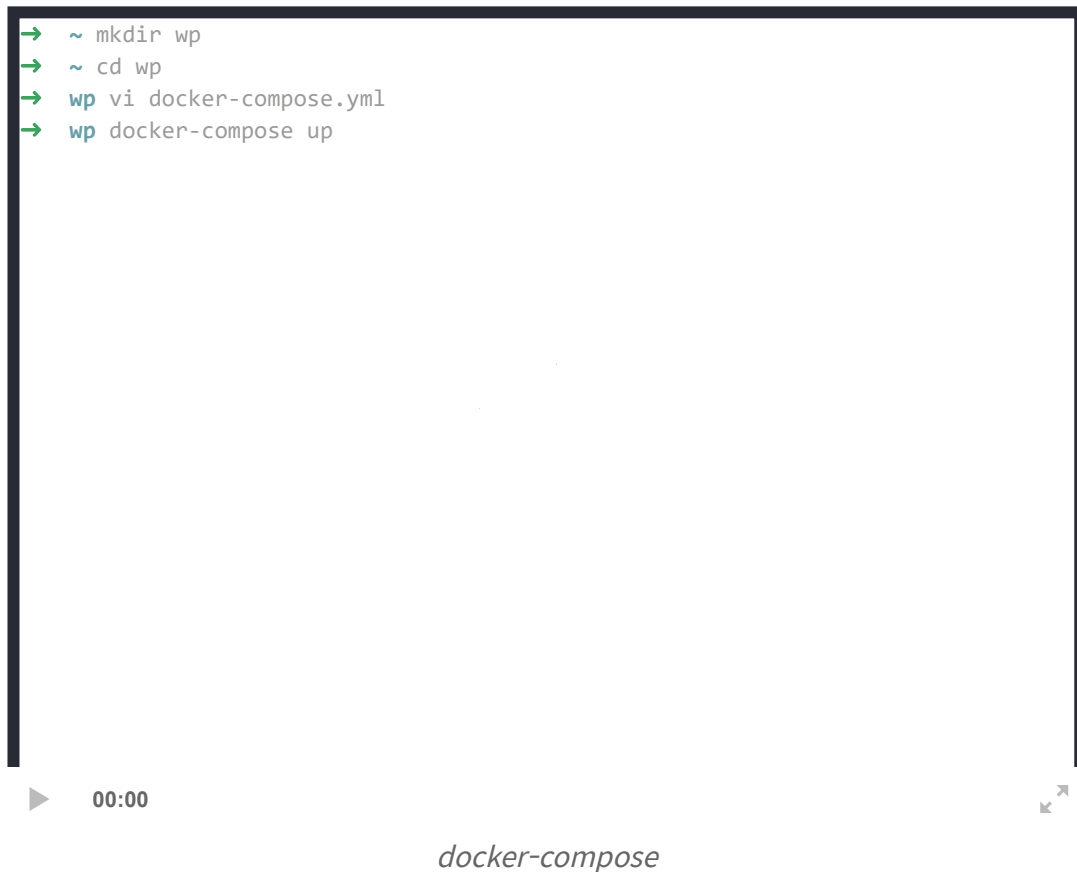 ➜ ~ mkdir wp
➜ ~ cd wp
➜ wp vi docker-compose.yml
➜ wp docker-compose up
00:00
docker-compose